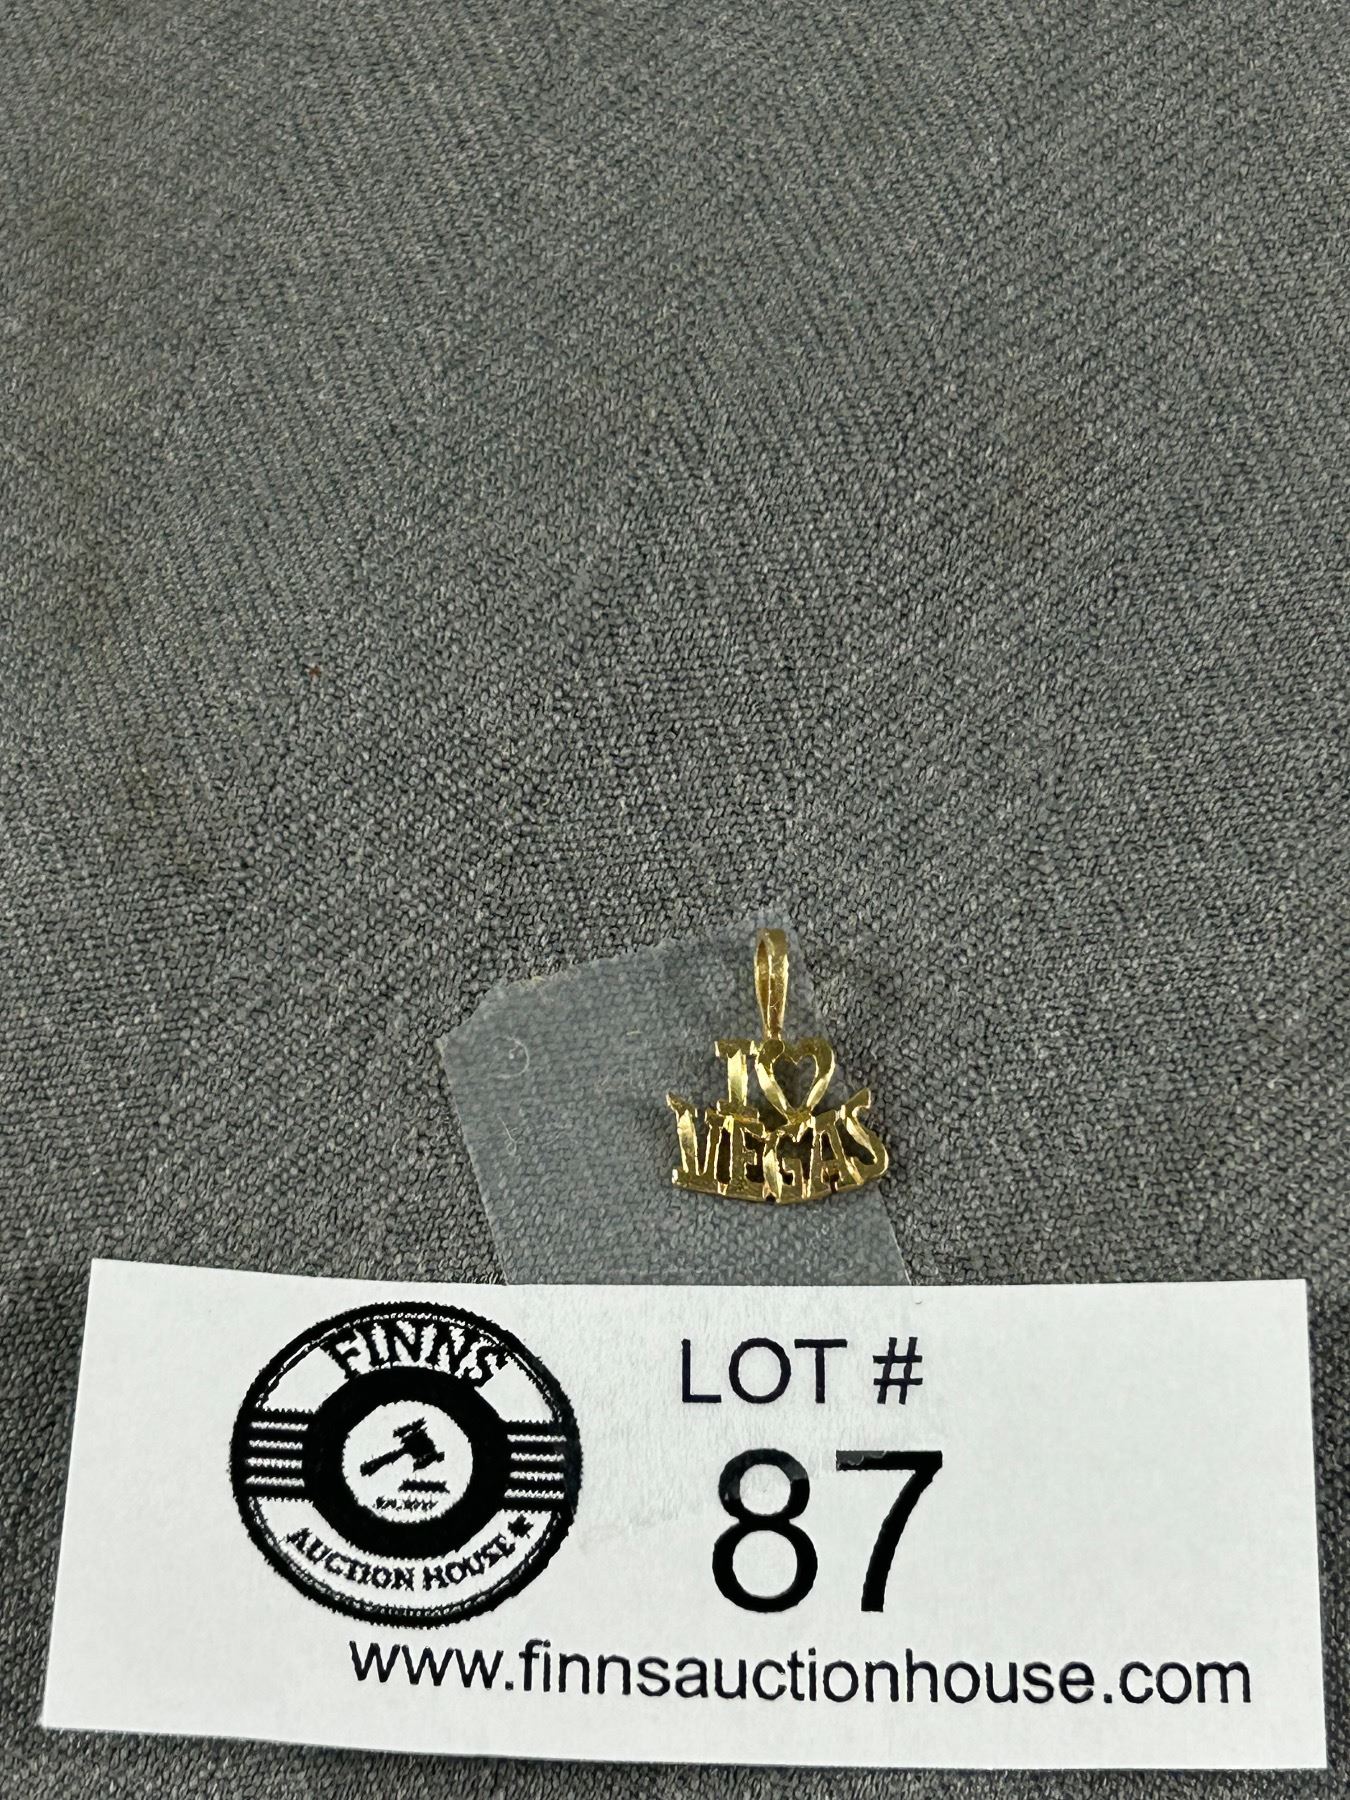 I ♡
VEGAS
FINNS
AUCTION HOUSE
LOT #
87
www.finnsauctionhouse.com